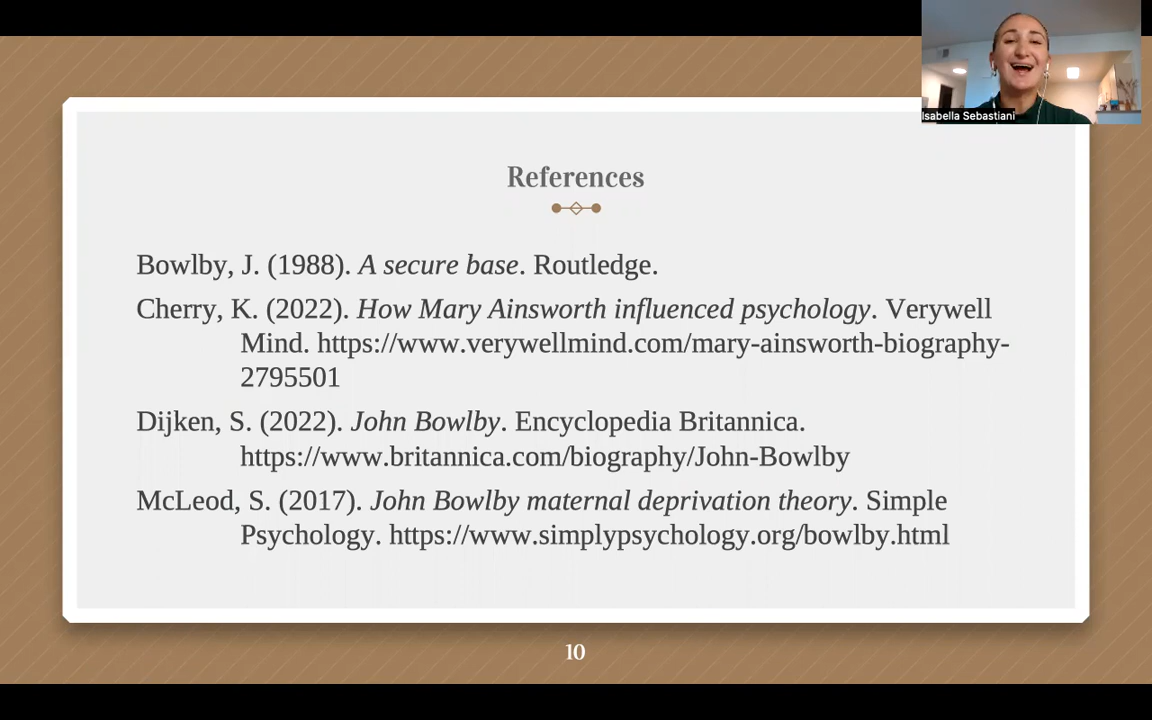 Isabella Sebastiani
References
Bowlby, J. (1988). A secure base. Routledge.
Cherry, K. (2022). How Mary Ainsworth influenced psychology. Verywell
Mind. https://www.verywellmind.com/mary-ainsworth-biography-
2795501
Dijken, S. (2022). John Bowlby. Encyclopedia Britannica.
https://www.britannica.com/biography/John-Bowlby
McLeod, S. (2017). John Bowlby maternal deprivation theory. Simple
Psychology. https://www.simplypsychology.org/bowlby.html
10